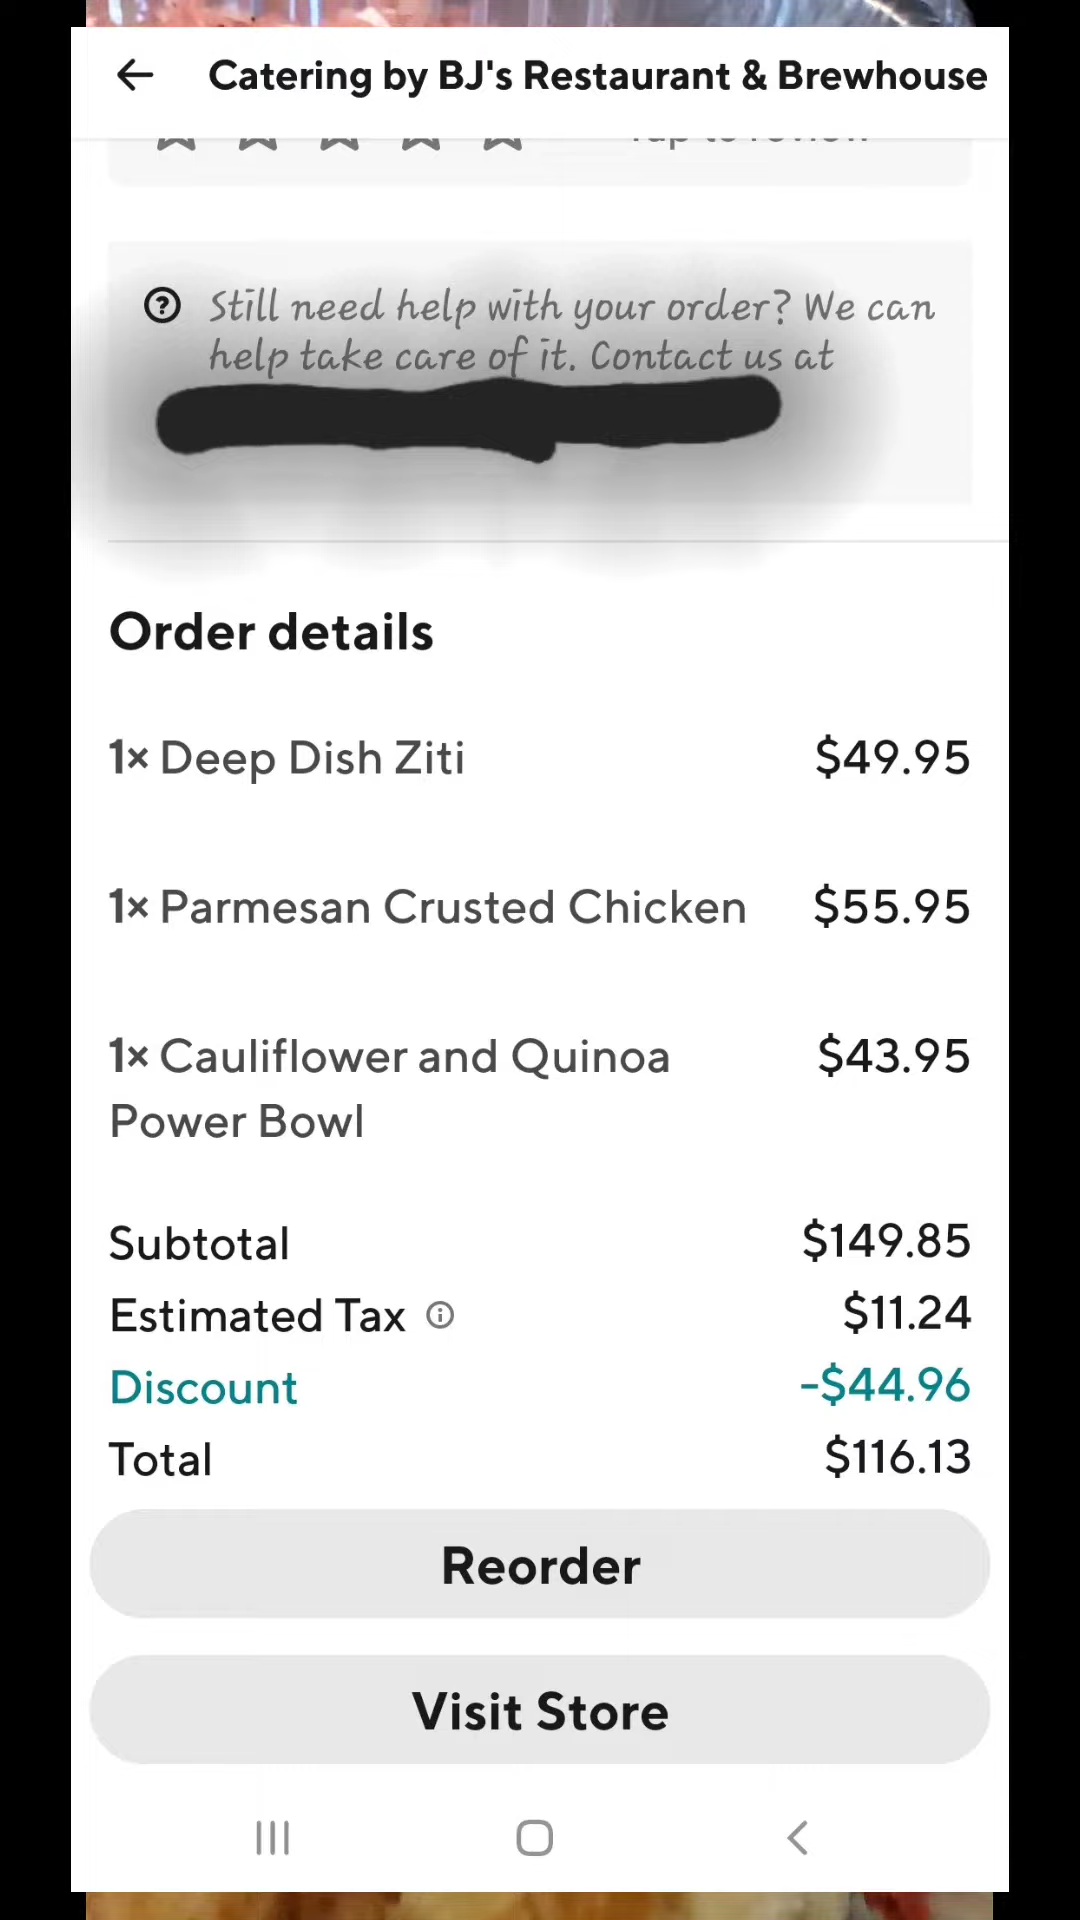 Catering by BJ's Restaurant & Brewhouse
Tap to review
Still need help with your order? We can
help take care of it. Contact us at
Order details
1× Deep Dish Ziti $49.95
1× Parmesan Crusted Chicken $55.95
1× Cauliflower and Quinoa $43.95
Power Bowl
Subtotal $149.85
Estimated Tax $11.24
Discount -$44.96
Total $116.13
Reorder
Visit Store